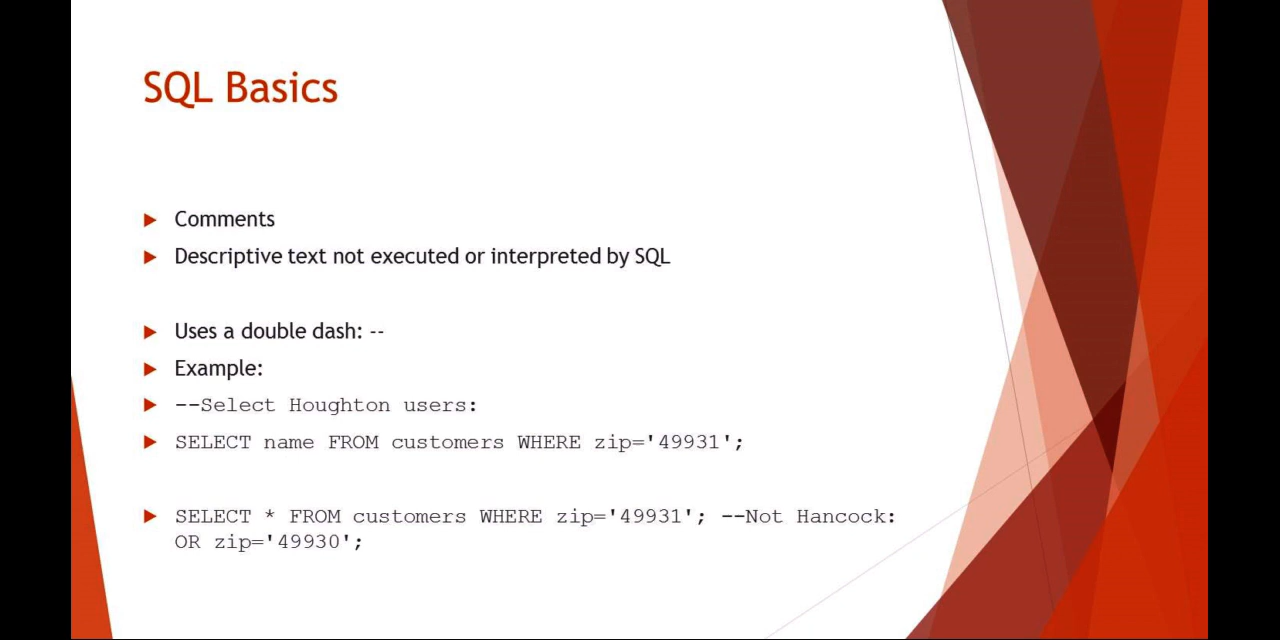 SQL Basics
Comments
Descriptive text not executed or interpreted by SQL
Uses a double dash: --
Example:
--Select Houghton users:
SELECT name FROM customers WHERE zip='49931';
SELECT * FROM customers WHERE zip='49931'; --Not Hancock:
OR zip='49930';